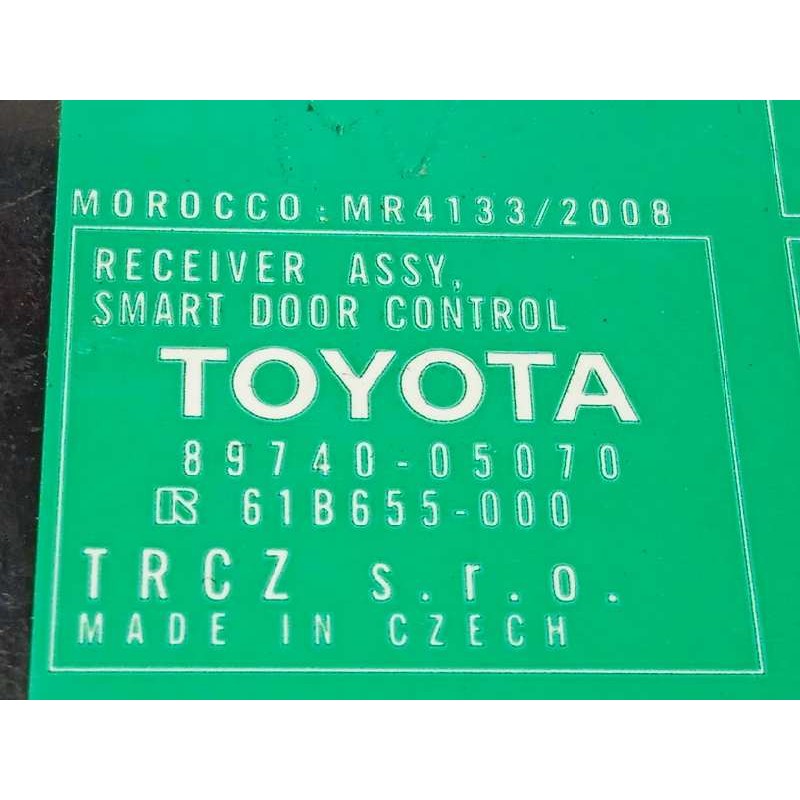 MOROCCO: MR4133/2008
RECEIVER ASSY,
SMART DOOR CONTROL
TOYOTA
89740-05070
R 61B655-000
TRCZ s.r.o.
MADE IN CZECH